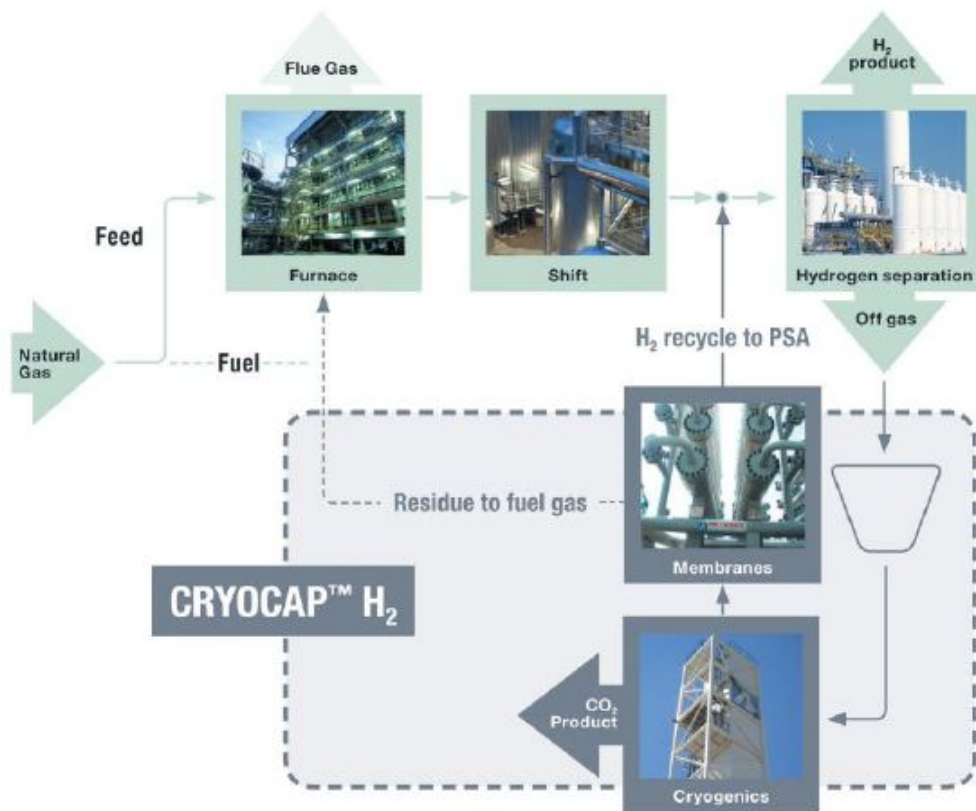 H₂
product
Flue Gas
Furnace
Shift
Hydrogen separation
Feed
Off gas
Natural
Gas
Fuel
H₂ recycle to PSA
Residue to fuel gas
Membranes
CRYOCAP™ H₂
CO₂
Product
Cryogenics